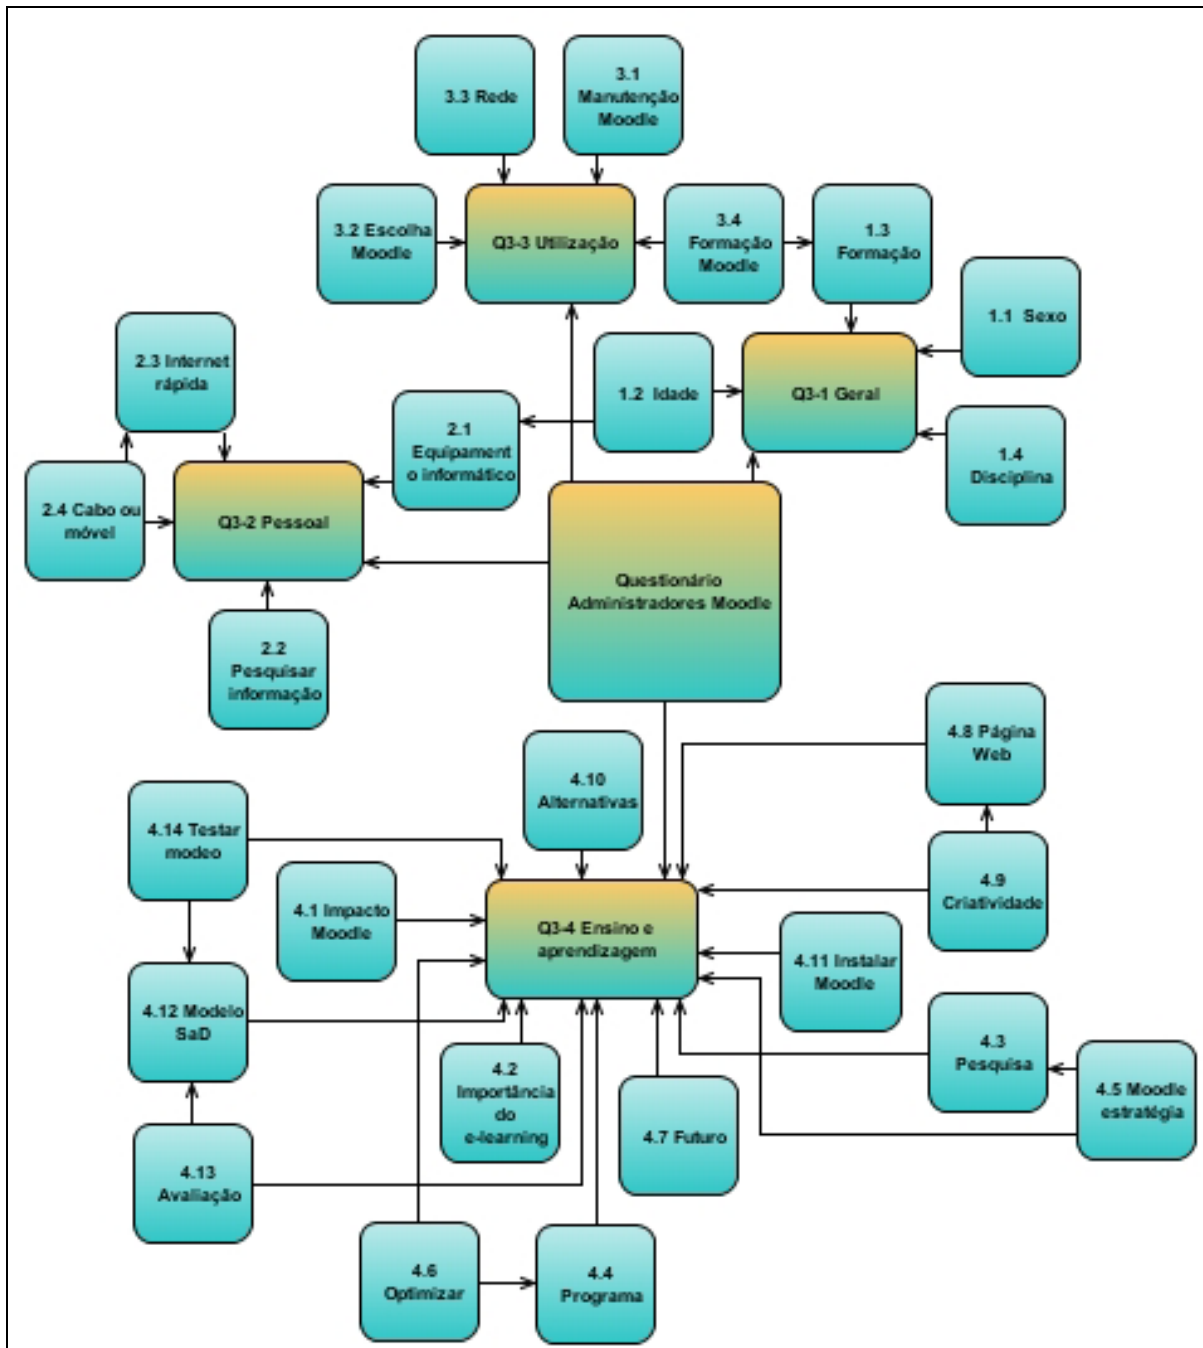 3.3 Rede
3.1
Manutenção
Moodle
3.2 Escolha
Moodle
Q3-3 Utilização
3.4
Formação
Moodle
1.3
Formação
1.1 Sexo
2.3 Internet
rápida
1.2 Idade
Q3-1 Geral
2.1
Equipament
o informático
1.4
Disciplina
2.4 Cabo ou
móvel
Q3-2 Pessoal
Questionário
Administradores Moodle
2.2
Pesquisar
informação
4.8 Página
Web
4.10
Alternativas
4.14 Testar
modeo
4.9
Criatividade
4.1 Impacto
Moodle
Q3-4 Ensino e
aprendizagem
4.11 Instalar
Moodle
4.12 Modelo
SaD
4.3
Pesquisa
4.2
Importância
do
e-learning
4.5 Moodle
estratégia
4.7 Futuro
4.13
Avaliação
4.6
Optimizar
4.4
Programa